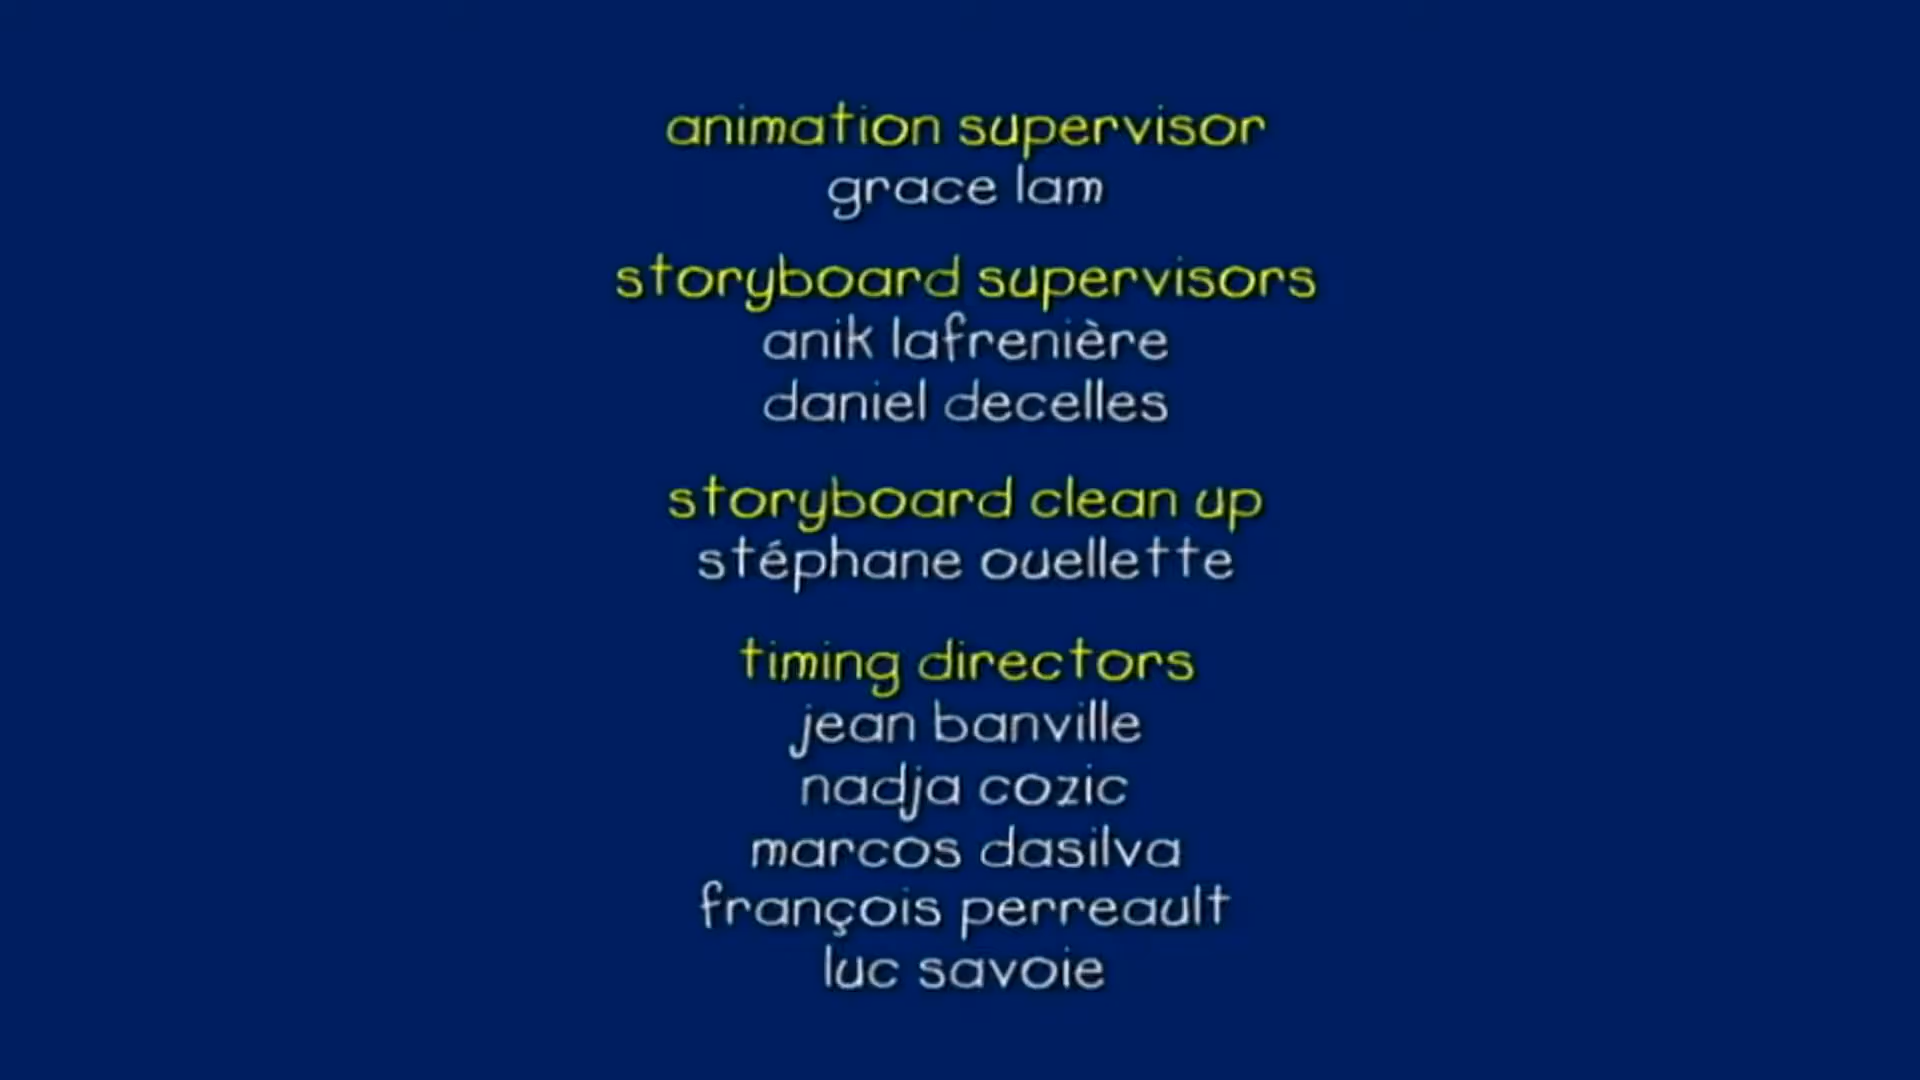 animation supervisor
grace lam
storyboard supervisors
anik lafrenière
daniel decelles
storyboard clean up
stéphane ouellette
timing directors
jean banville
nadja cozic
marcos dasilva
françois perreault
luc savoie